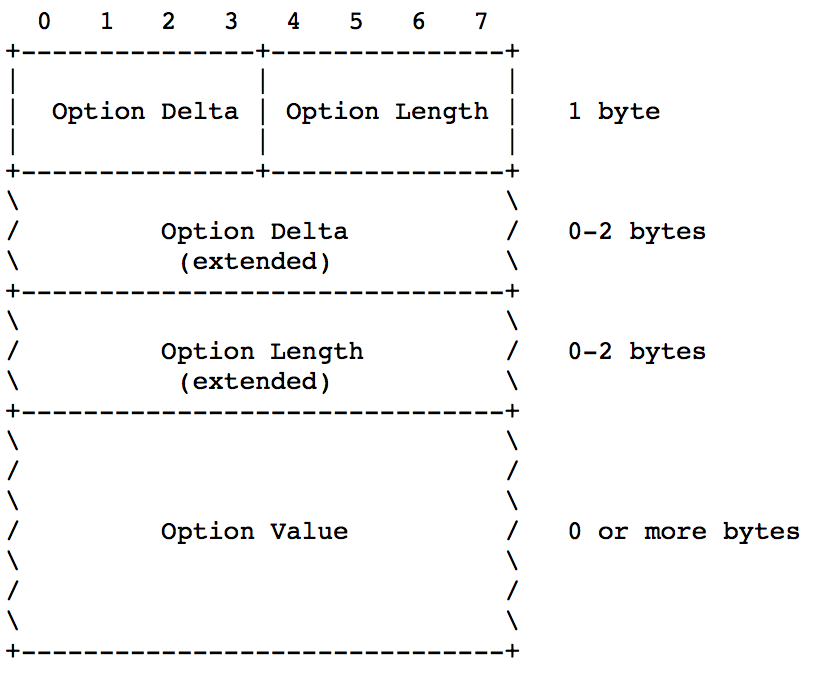 0 1 2 3 4 5 6 7
+---------------+---------------+
| | |
| Option Delta | Option Length | 1 byte
| | |
+---------------+---------------+
\ \
/ Option Delta / 0-2 bytes
\ (extended) \
+-------------------------------+
\ \
/ Option Length / 0-2 bytes
\ (extended) \
+-------------------------------+
\ \
/ /
\ \
/ Option Value / 0 or more bytes
\ \
/ /
\ \
+-------------------------------+